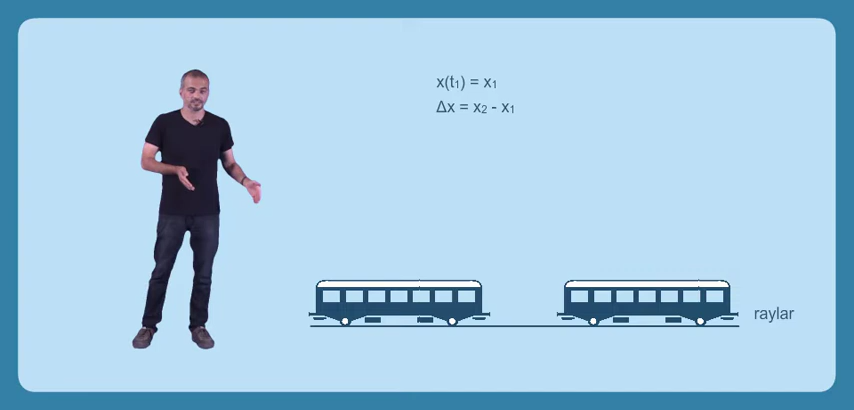 x(t₁) = x₁
Δx = x₂ - x₁
raylar